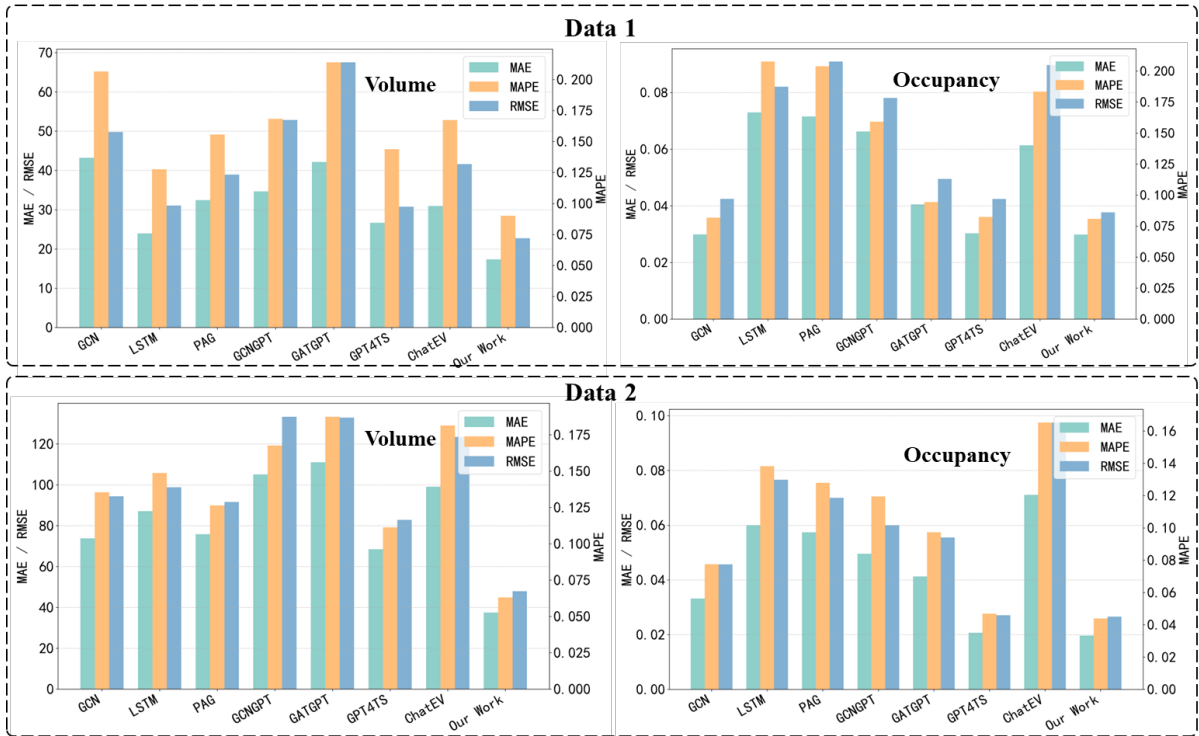 Data 1
Volume
MAE
MAPE
RMSE
MAE / RMSE
70
60
50
40
30
20
10
0
MAPE
0.200
0.175
0.150
0.125
0.100
0.075
0.050
0.025
0.000
GCN
LSTM
PAG
GCNGPT
GATGPT
GPT4TS
ChatEV
Our Work
Occupancy
MAE
MAPE
RMSE
MAE / RMSE
0.08
0.06
0.04
0.02
0.00
MAPE
0.200
0.175
0.150
0.125
0.100
0.075
0.050
0.025
0.000
GCN
LSTM
PAG
GCNGPT
GATGPT
GPT4TS
ChatEV
Our Work
Data 2
Volume
MAE
MAPE
RMSE
MAE / RMSE
120
100
80
60
40
20
0
MAPE
0.175
0.150
0.125
0.100
0.075
0.050
0.025
0.000
GCN
LSTM
PAG
GCNGPT
GATGPT
GPT4TS
ChatEV
Our Work
Occupancy
MAE
MAPE
RMSE
MAE / RMSE
0.10
0.08
0.06
0.04
0.02
0.00
MAPE
0.16
0.14
0.12
0.10
0.08
0.06
0.04
0.02
0.00
GCN
LSTM
PAG
GCNGPT
GATGPT
GPT4TS
ChatEV
Our Work